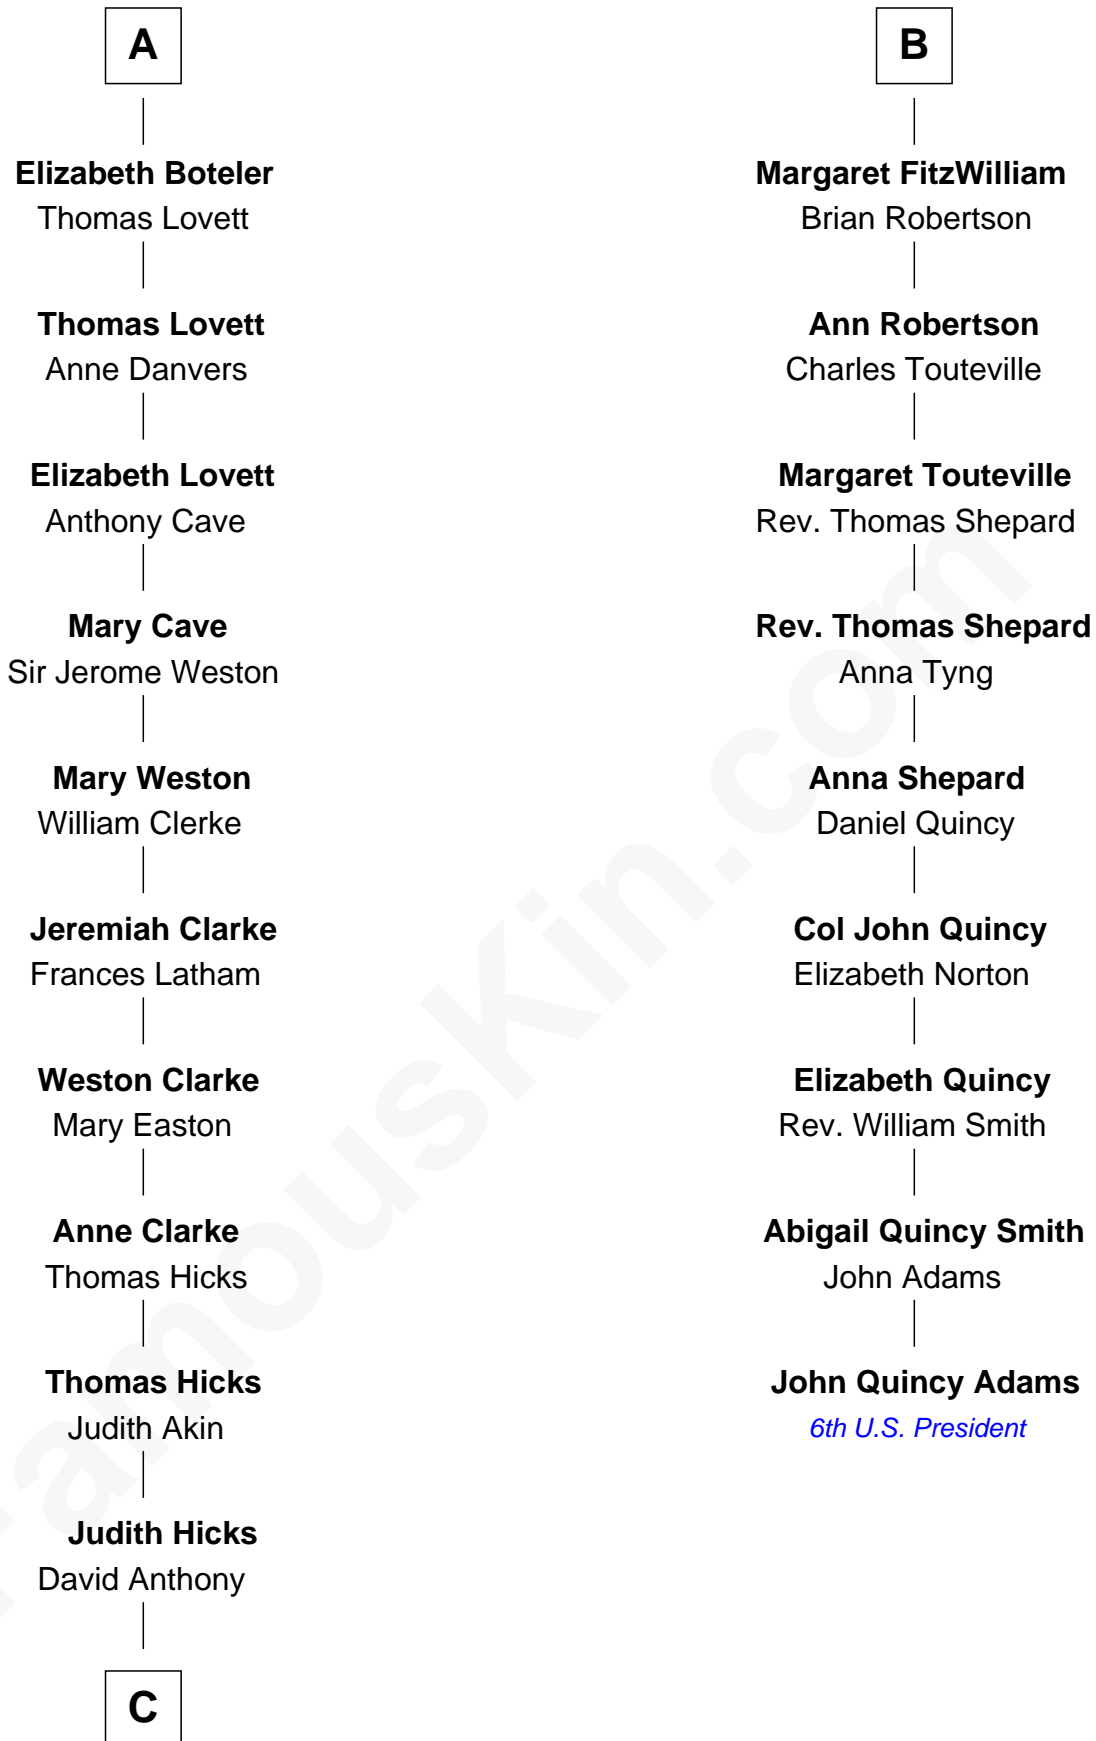 A
Elizabeth Boteler
Thomas Lovett
Thomas Lovett
Anne Danvers
Elizabeth Lovett
Anthony Cave
Mary Cave
Sir Jerome Weston
Mary Weston
William Clerke
Jeremiah Clarke
Frances Latham
Weston Clarke
Mary Easton
Anne Clarke
Thomas Hicks
Thomas Hicks
Judith Akin
Judith Hicks
David Anthony
C
B
Margaret FitzWilliam
Brian Robertson
Ann Robertson
Charles Touteville
Margaret Touteville
Rev. Thomas Shepard
Rev. Thomas Shepard
Anna Tyng
Anna Shepard
Daniel Quincy
Col John Quincy
Elizabeth Norton
Elizabeth Quincy
Rev. William Smith
Abigail Quincy Smith
John Adams
John Quincy Adams
6th U.S. President
FamousKin.com